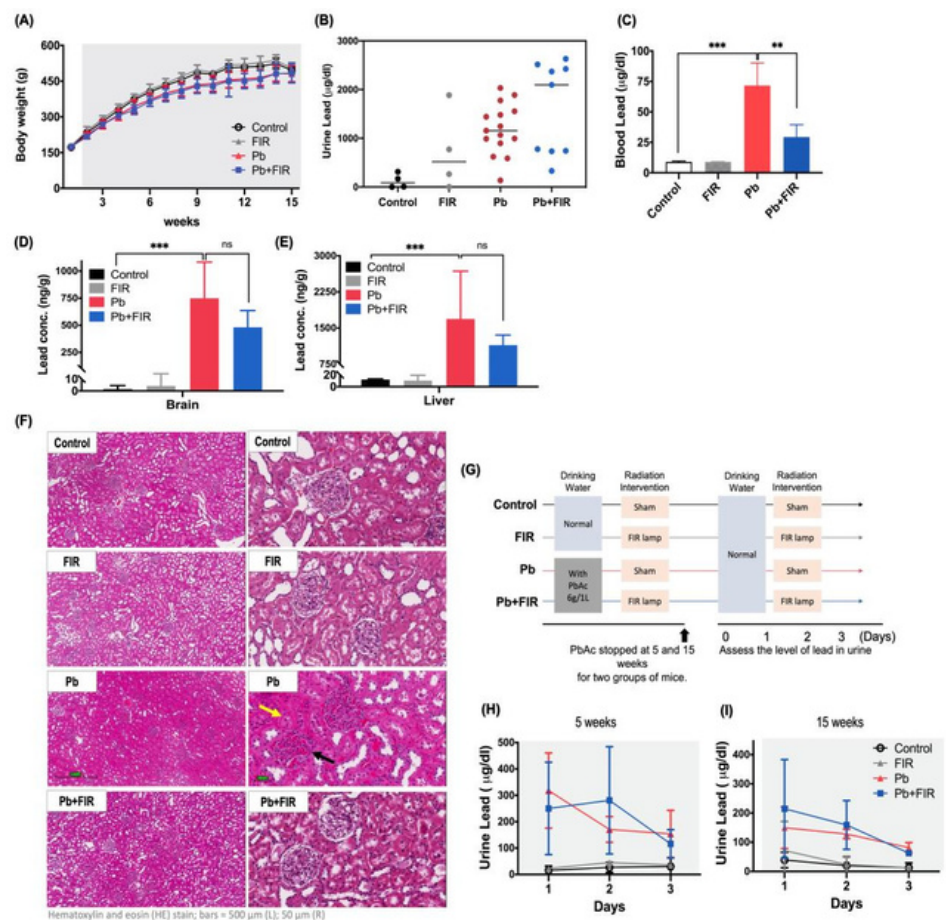 (A)
Body weight (g)
600
450
300
150
0
3
6
9
12
15
weeks
Control
FIR
Pb
Pb+FIR
(B)
Urine Lead (μg/dl)
3000
2000
1000
0
Control
FIR
Pb
Pb+FIR
(C)
Blood Lead (μg/dl)
100
75
50
25
0
***
**
Control
FIR
Pb
Pb+FIR
(D)
Lead conc. (ng/g)
1000
750
500
250
10
0
***
ns
Control
FIR
Pb
Pb+FIR
Brain
(E)
Lead conc. (ng/g)
3000
2250
1500
750
20
0
***
ns
Control
FIR
Pb
Pb+FIR
Liver
(F)
Control
Control
FIR
FIR
Pb
Pb
Pb+FIR
Pb+FIR
Hematoxylin and eosin (HE) stain; bars = 500 μm (L); 50 μm (R)
(G)
Drinking Water
Radiation Intervention
Drinking Water
Radiation Intervention
Control
FIR
Pb
Pb+FIR
Normal
With PbAc 6g/1L
Sham
FIR lamp
Sham
FIR lamp
Normal
Sham
FIR lamp
Sham
FIR lamp
0 1 2 3 (Days)
PbAc stopped at 5 and 15
weeks
for two groups of mice.
Assess the level of lead in urine
(H)
5 weeks
Urine Lead ( μg/dl)
500
400
300
200
100
0
1
2
3
Days
(I)
15 weeks
Urine Lead ( μg/dl)
500
400
300
200
100
0
1
2
3
Days
Control
FIR
Pb
Pb+FIR